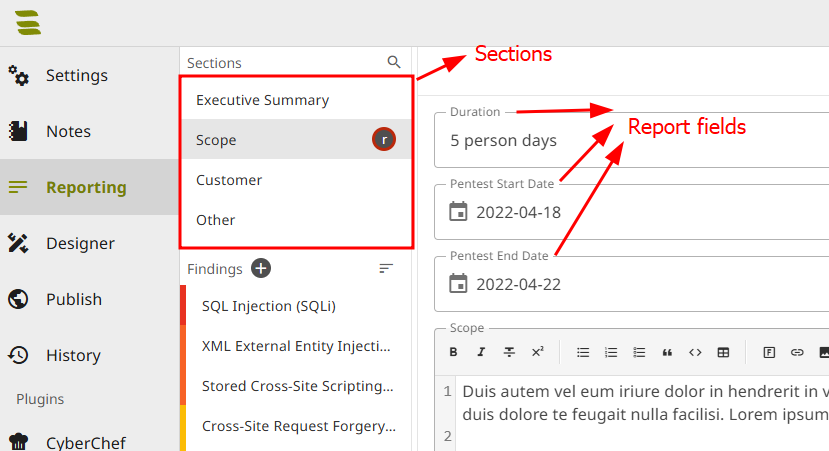 Sections
Sections
Settings
Executive Summary
Duration
Notes
Scope
r
5 person days
Report fields
Reporting
Customer
Pentest Start Date
2022-04-18
Designer
Other
Pentest End Date
Findings
2022-04-22
Publish
SQL Injection (SQLi)
Scope
History
XML External Entity Injecti...
B I S X²
Plugins
Stored Cross-Site Scripting...
1 Duis autem vel eum iriure dolor in hendrerit in v
duis dolore te feugait nulla facilisi. Lorem ipsum
CyberChef
Cross-Site Request Forgery...
2